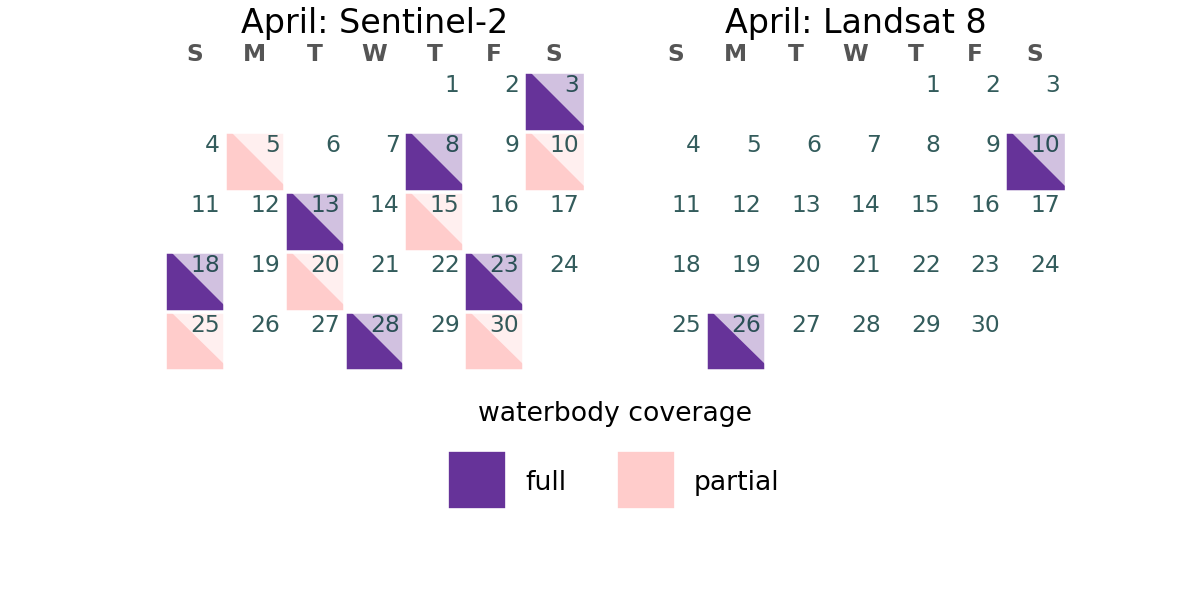 April: Sentinel-2
S M T W T F S
1 2 3
4 5 6 7 8 9 10
11 12 13 14 15 16 17
18 19 20 21 22 23 24
25 26 27 28 29 30
April: Landsat 8
S M T W T F S
1 2 3
4 5 6 7 8 9 10
11 12 13 14 15 16 17
18 19 20 21 22 23 24
25 26 27 28 29 30
waterbody coverage
full
partial